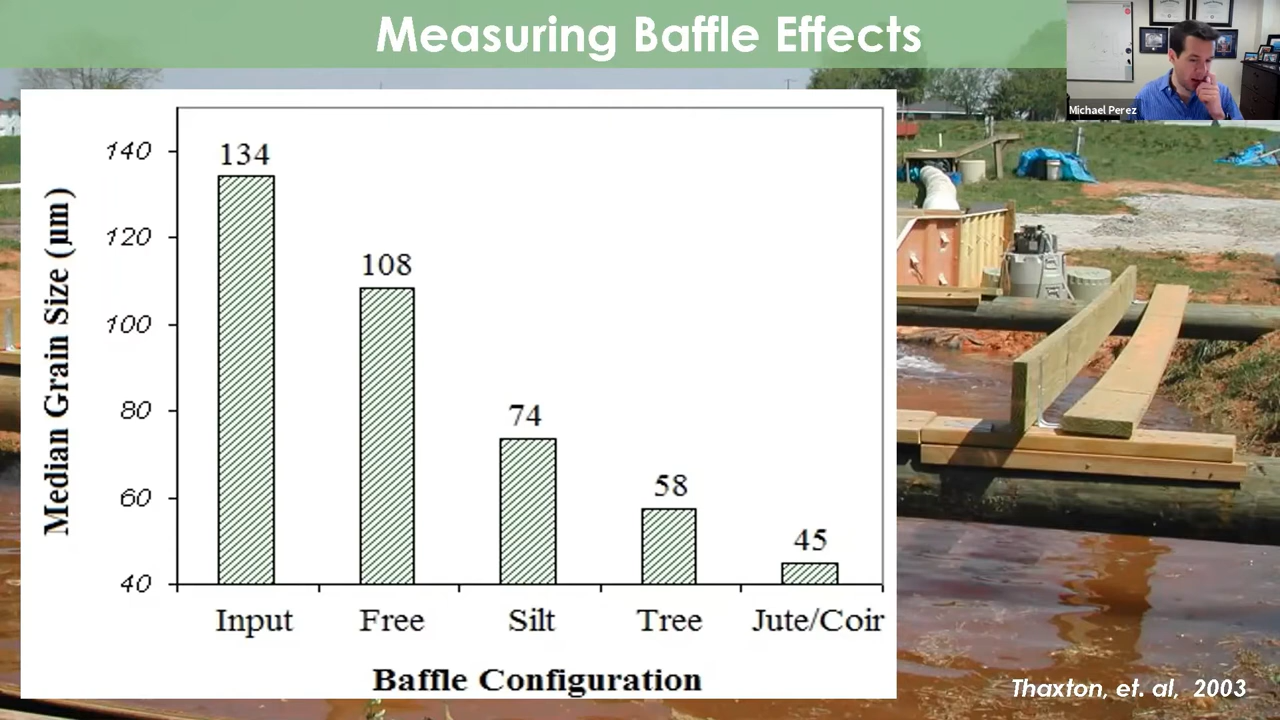 Measuring Baffle Effects
Michael Perez
Median Grain Size (μm)
140
120
100
80
60
40
134
108
74
58
45
Input
Free
Silt
Tree
Jute/Coir
Baffle Configuration
Thaxton, et. al, 2003